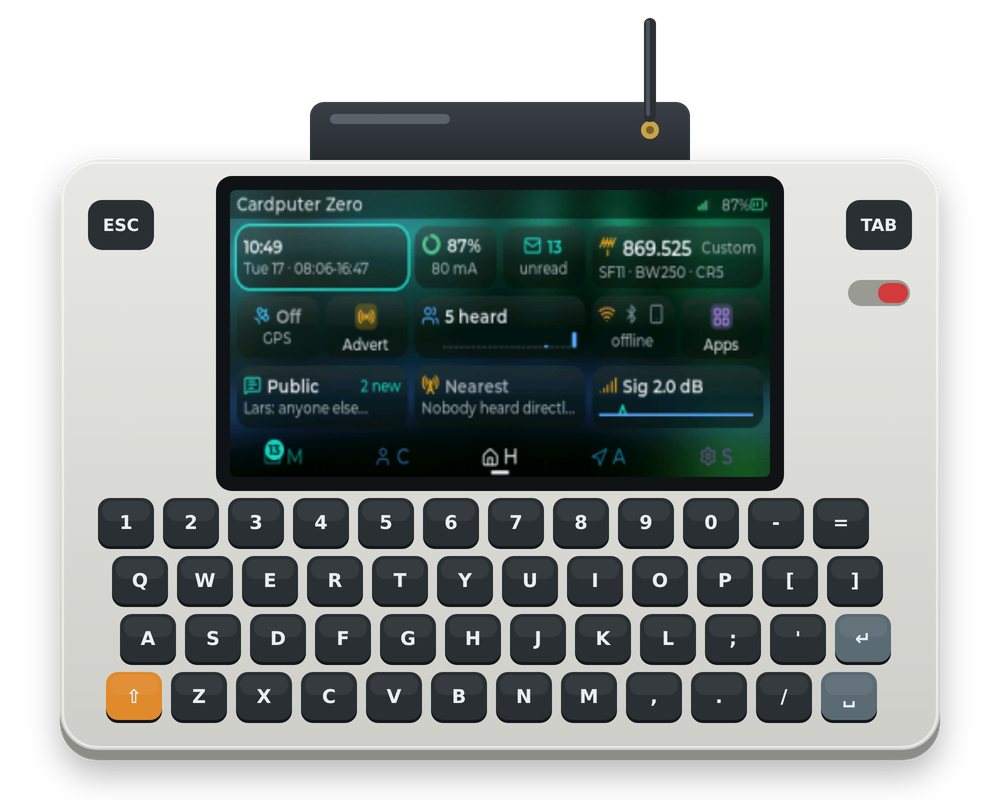 ESC
TAB
Cardputer Zero
87%
10:49
Tue 17 · 08:06-16:47
87%
80 mA
13
unread
869.525 Custom
SF11 · BW250 · CR5
Off
GPS
Advert
5 heard
offline
Apps
Public 2 new
Lars: anyone else...
Nearest
Nobody heard directl...
Sig 2.0 dB
13 M
C
H
A
S
1 2 3 4 5 6 7 8 9 0 - =
Q W E R T Y U I O P [ ]
A S D F G H J K L ; ' ↵
⇧ Z X C V B N M , . / ␣